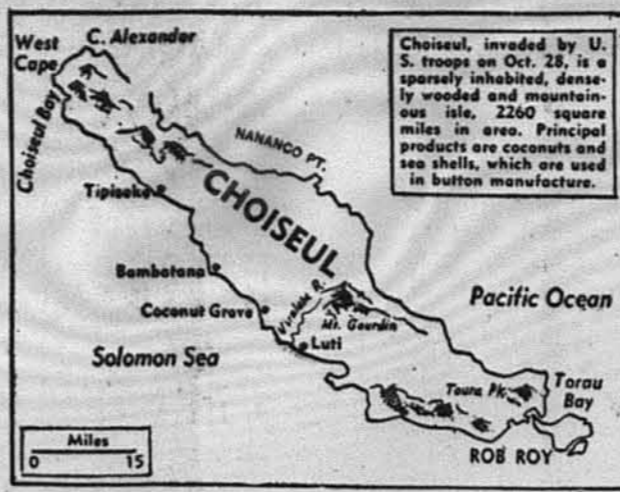 West
Cape
C. Alexander
Choiseul Bay
Choiseul, invaded by U.
S. troops on Oct. 28, is a
sparsely inhabited, dense-
ly wooded and mountain-
ous isle, 2260 square
miles in area. Principal
products are coconuts and
sea shells, which are used
in button manufacture.
NANANGO PT.
CHOISEUL
Tipiseke
Bambatana
Coconut Grove
R.
Mt. Gourdin
Luti
Pacific Ocean
Solomon Sea
Taura Pk.
Torau
Bay
ROB ROY
Miles
0 15